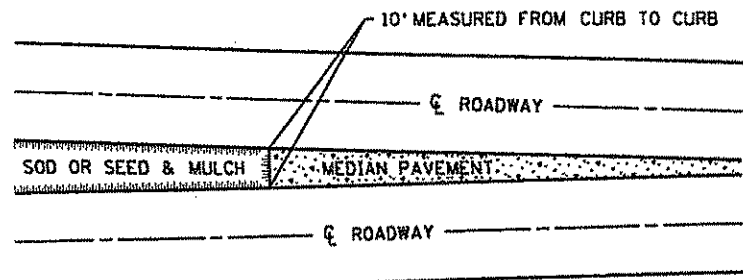 10' MEASURED FROM CURB TO CURB
℄ ROADWAY
SOD OR SEED & MULCH
MEDIAN PAVEMENT
℄ ROADWAY